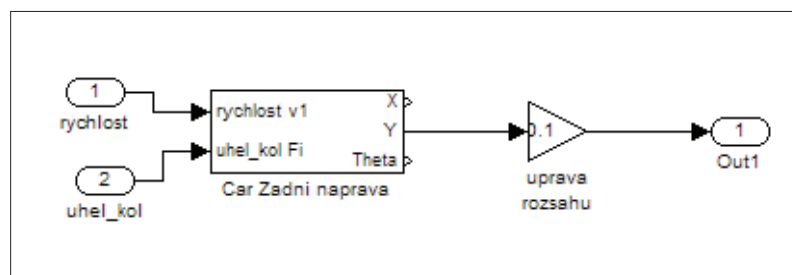 1
rychlost
2
uhel_kol
rychlost v1
uhel_kol Fi
X
Y
Theta
Car Zadni naprava
0.1
uprava
rozsahu
1
Out1